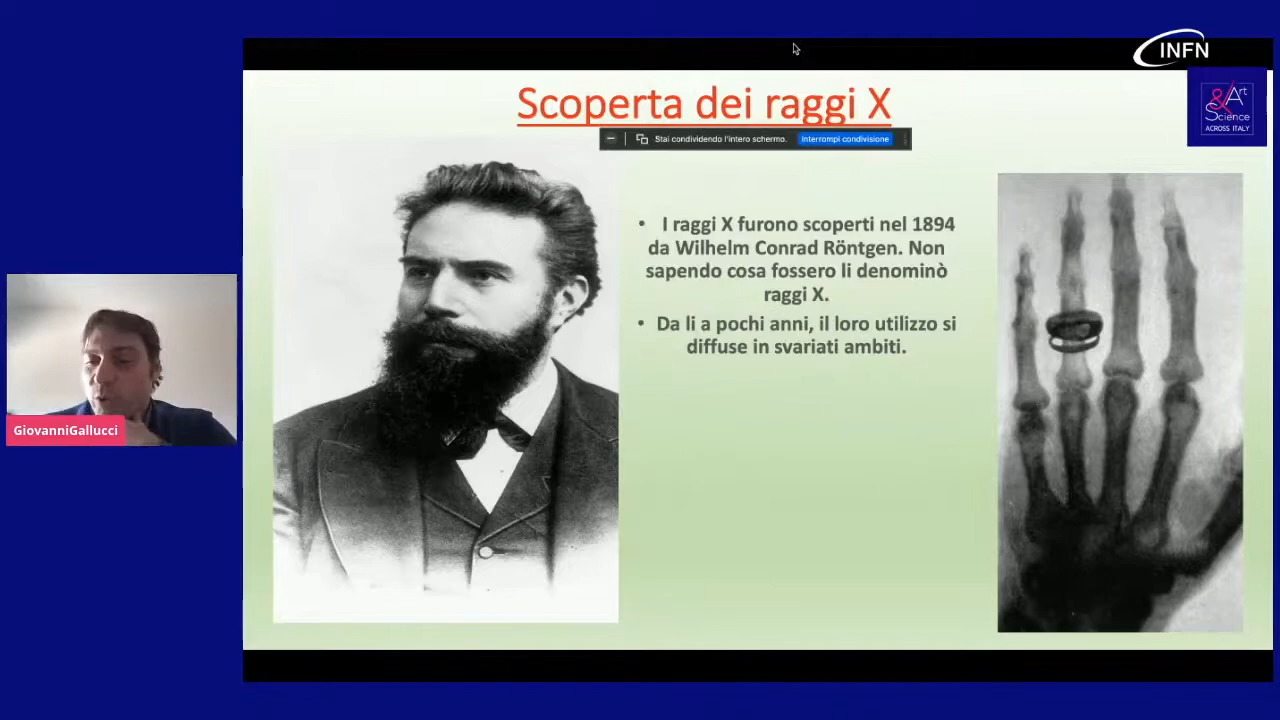 INFN
&Art
Science
ACROSS ITALY
Scoperta dei raggi X
Stai condividendo l'intero schermo. Interrompi condivisione
• I raggi X furono scoperti nel 1894
da Wilhelm Conrad Röntgen. Non
sapendo cosa fossero li denominò
raggi X.
• Da li a pochi anni, il loro utilizzo si
diffuse in svariati ambiti.
GiovanniGallucci